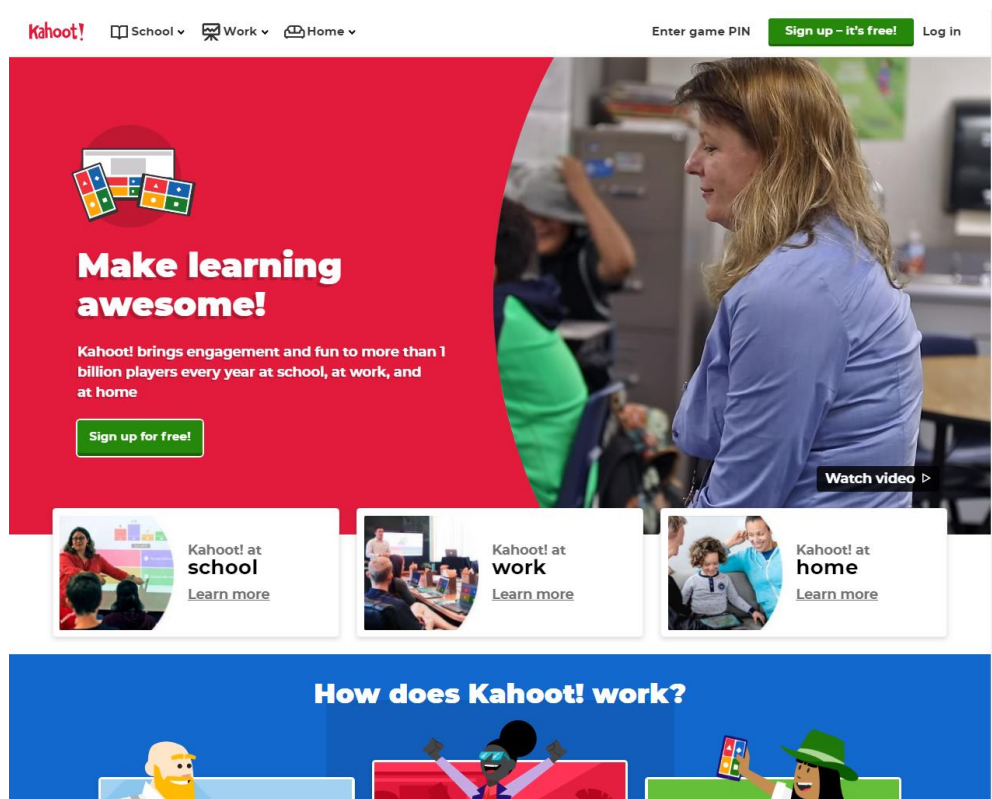 Kahoot!
School
Work
Home
Enter game PIN
Sign up – it's free!
Log in
Make learning
awesome!
Kahoot! brings engagement and fun to more than 1
billion players every year at school, at work, and
at home
Sign up for free!
Watch video
Kahoot! at
school
Learn more
Kahoot! at
work
Learn more
Kahoot! at
home
Learn more
How does Kahoot! work?